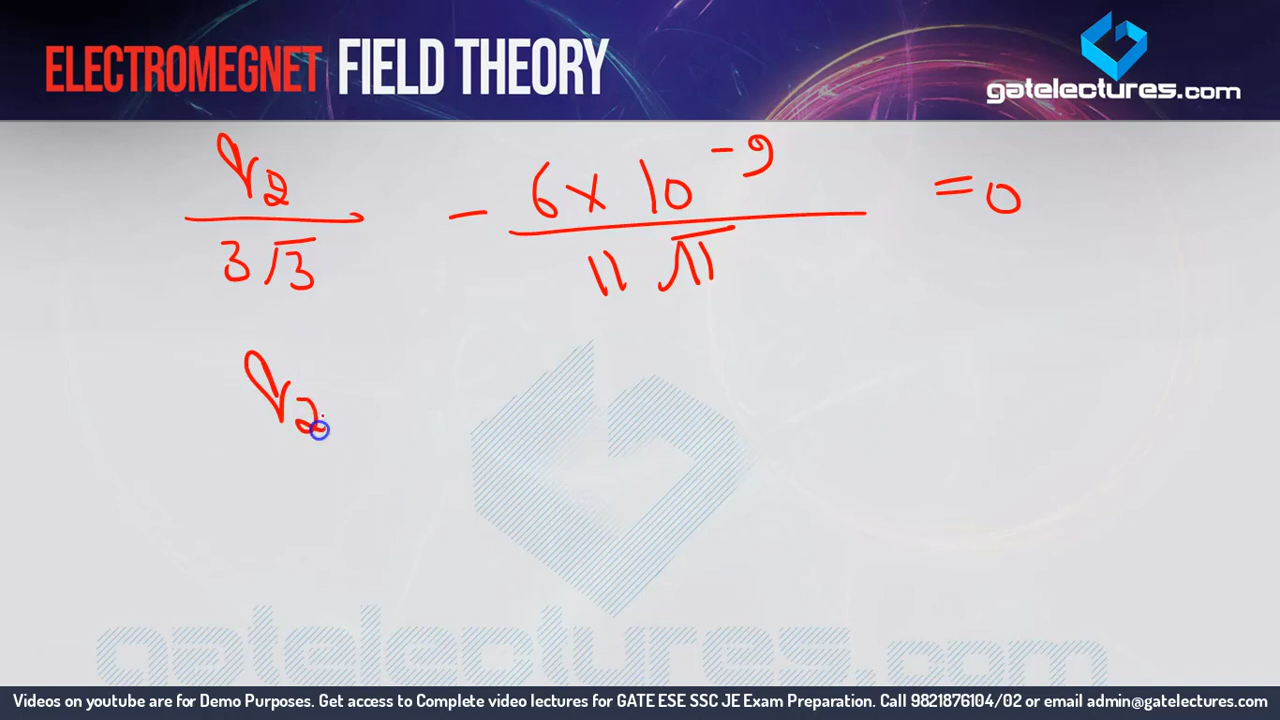 ELECTROMEGNET FIELD THEORY
gatelectures.com
q₂ / 3√3 - 6 × 10⁻⁹ / 11√11 = 0
q₂
gatelectures.com
Videos on youtube are for Demo Purposes. Get access to Complete video lectures for GATE ESE SSC JE Exam Preparation. Call 9821876104/02 or email admin@gatelectures.com